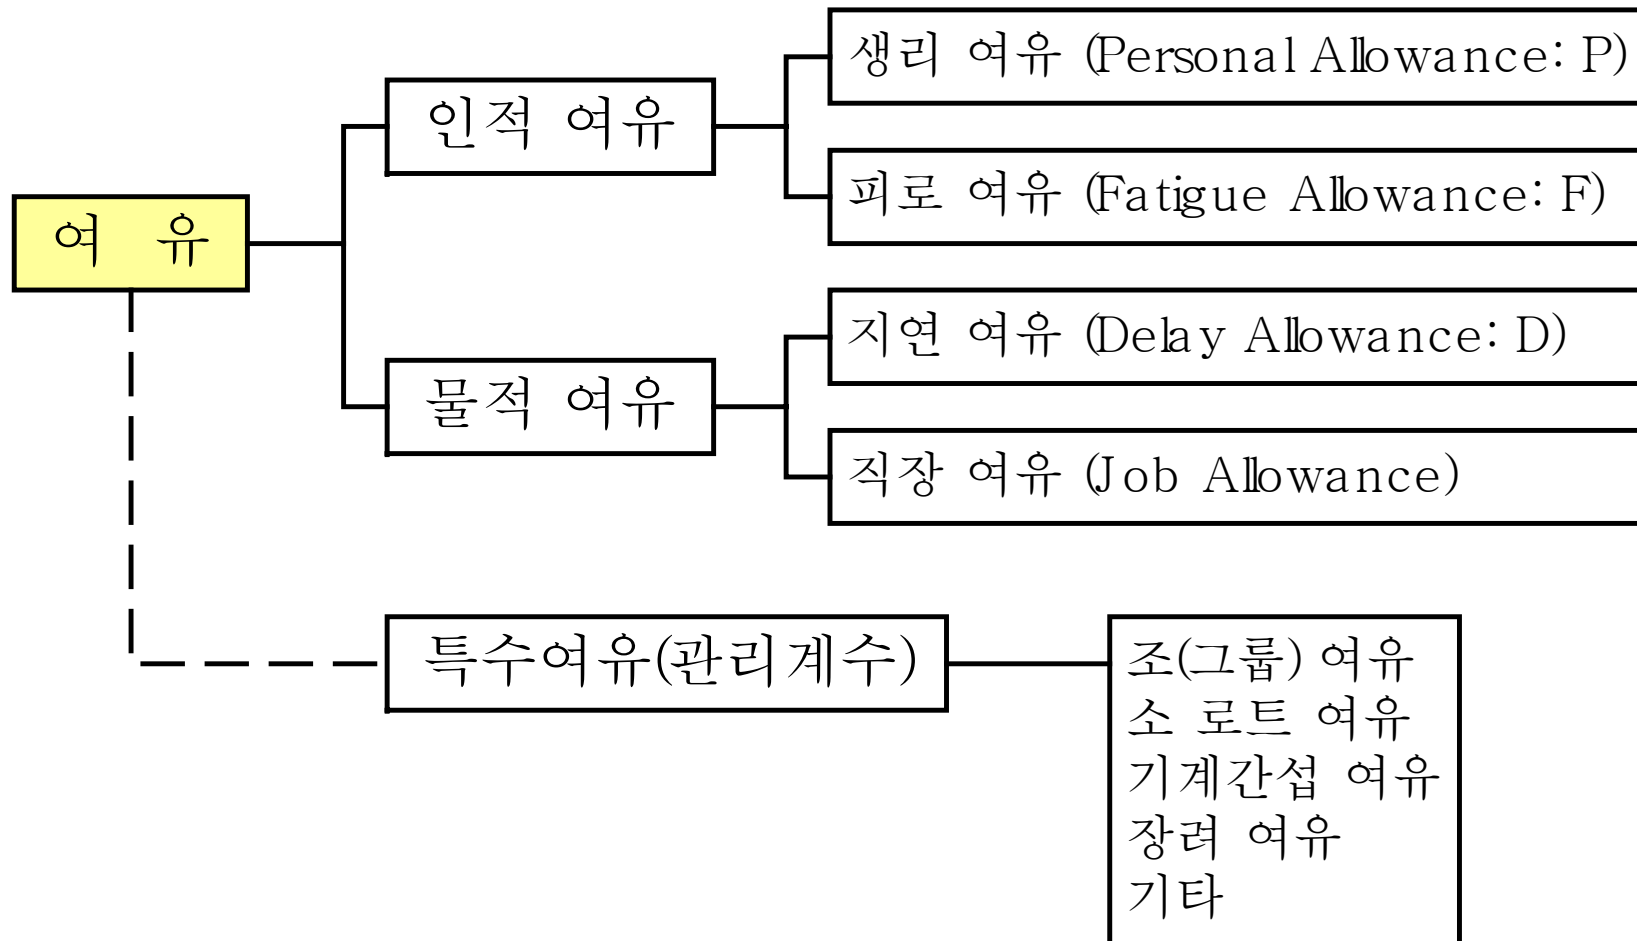 여 유
인적 여유
생리 여유 (Personal Allowance: P)
피로 여유 (Fatigue Allowance: F)
물적 여유
지연 여유 (Delay Allowance: D)
직장 여유 (Job Allowance)
특수여유(관리계수)
조(그룹) 여유
소 로트 여유
기계간섭 여유
장려 여유
기타